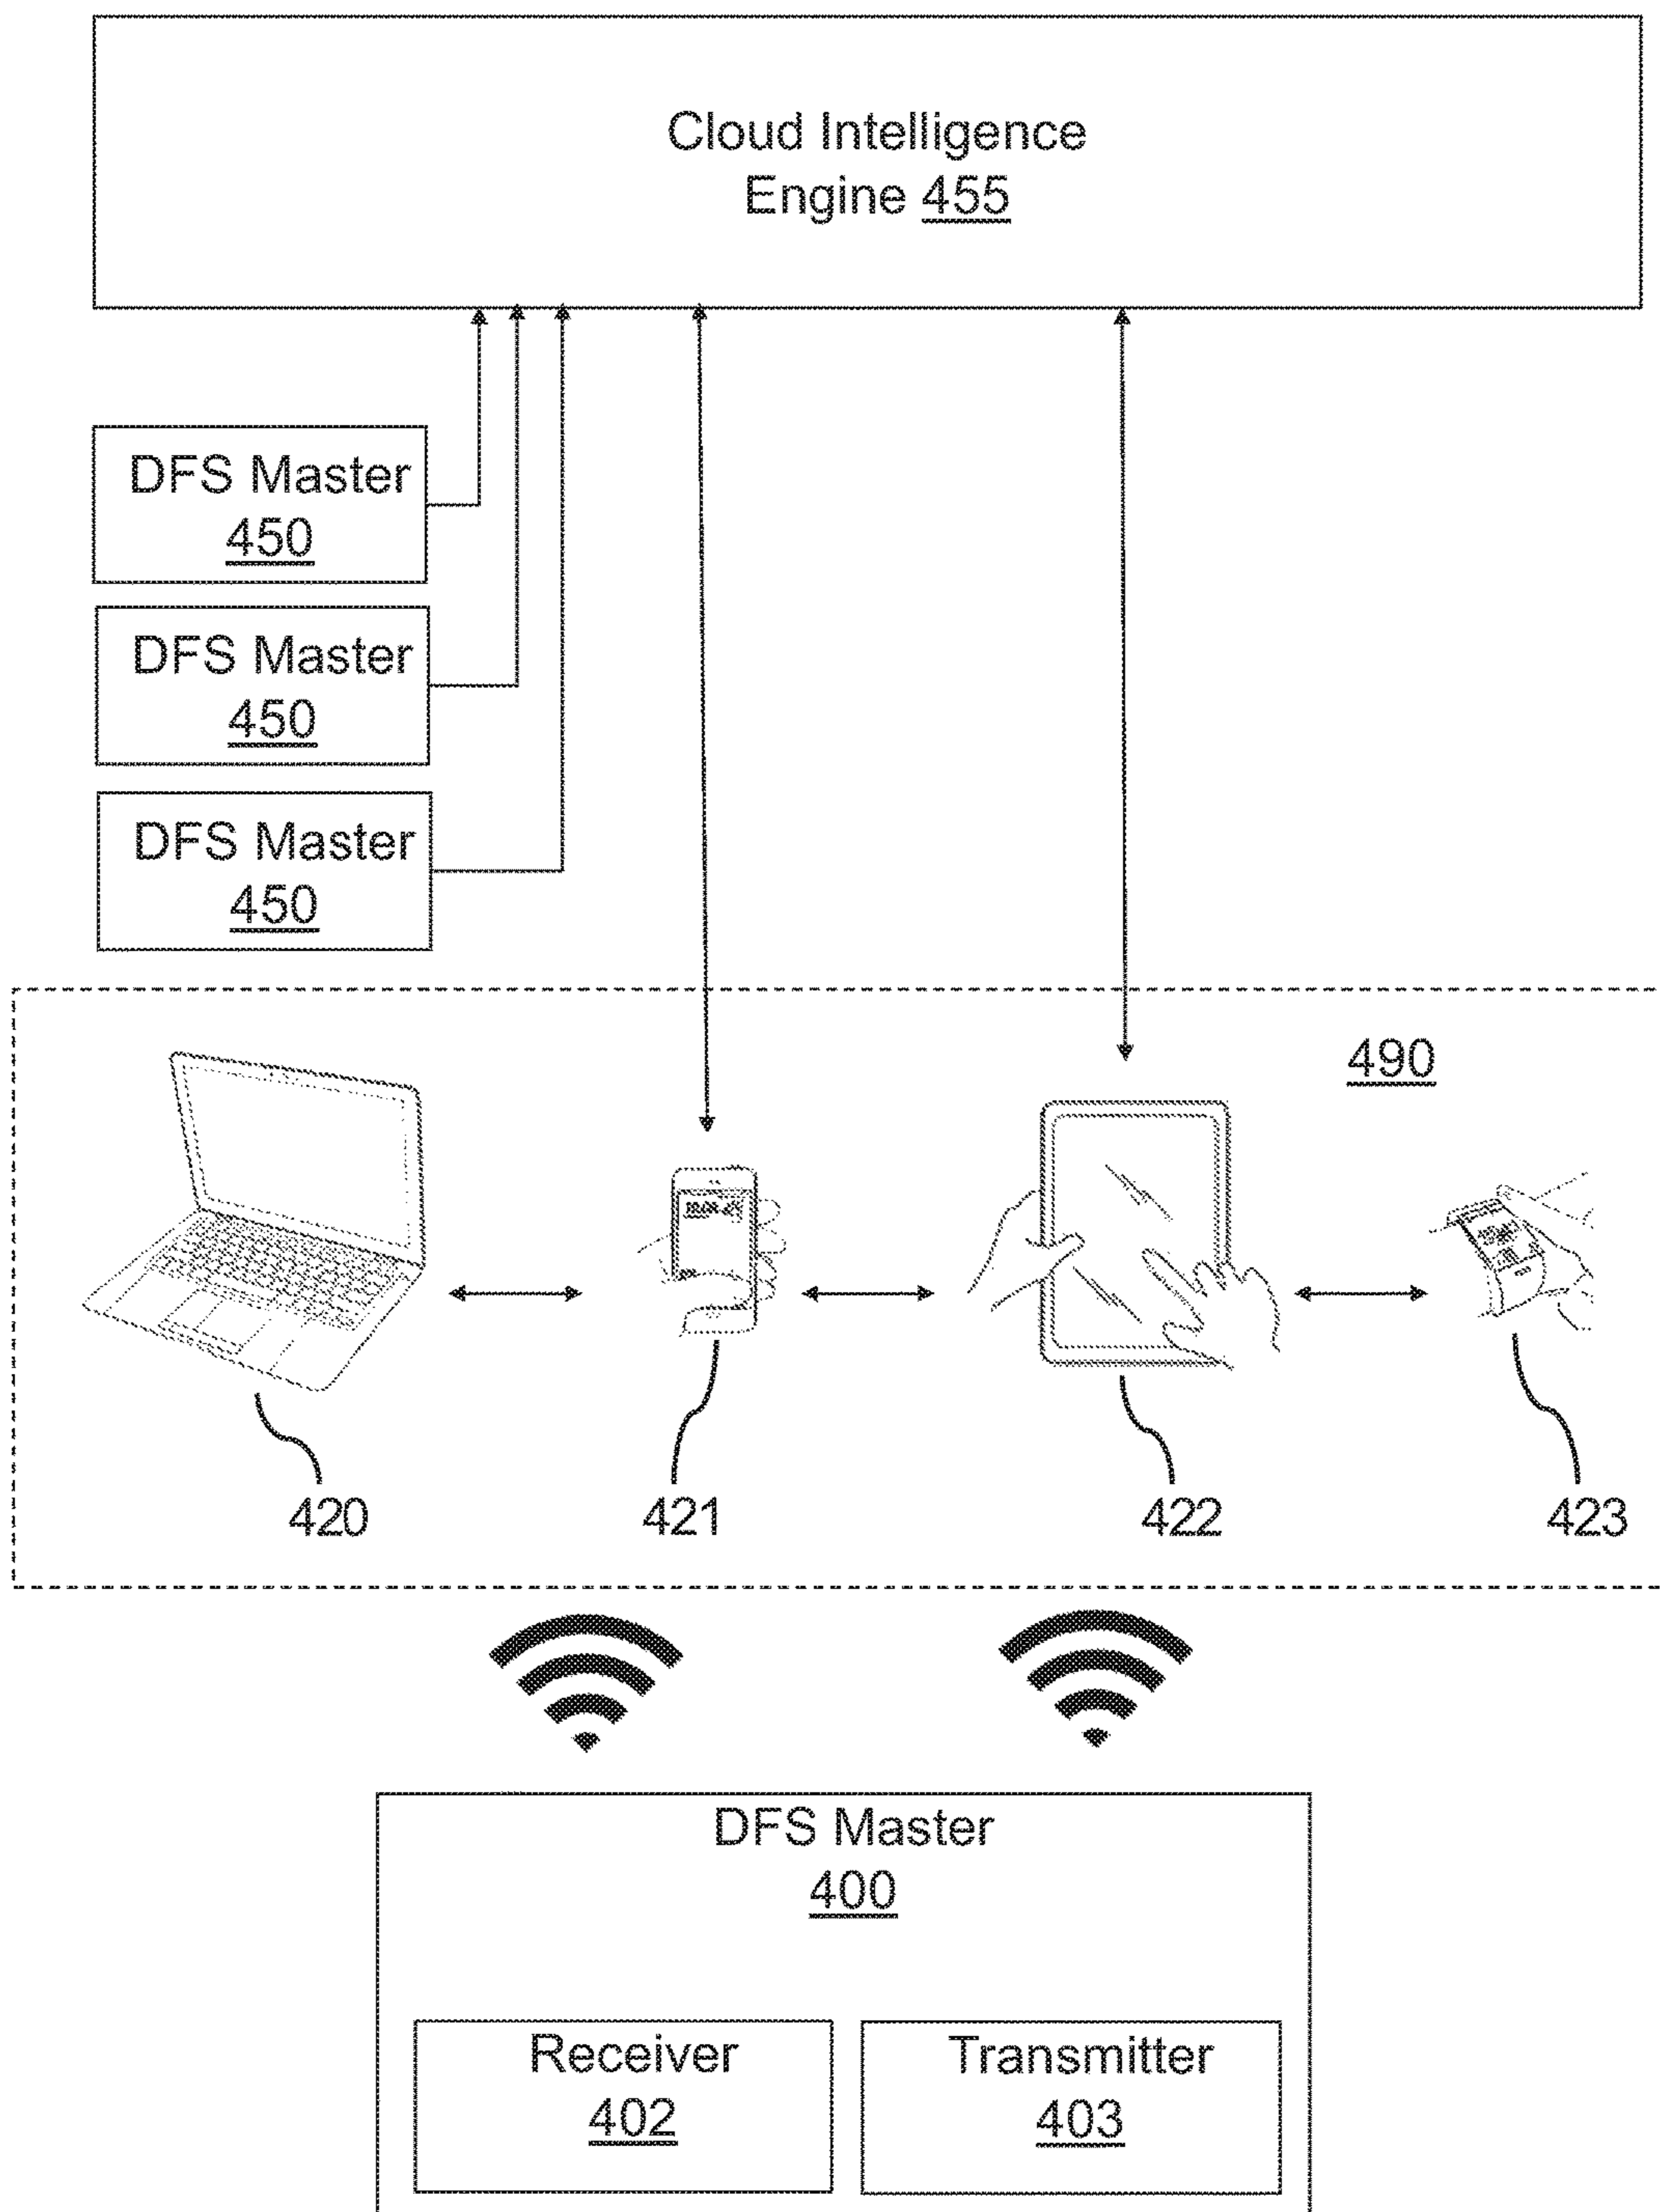 Cloud Intelligence
Engine 455
DFS Master
450
DFS Master
450
DFS Master
450
490
420
421
422
423
DFS Master
400
Receiver
402
Transmitter
403